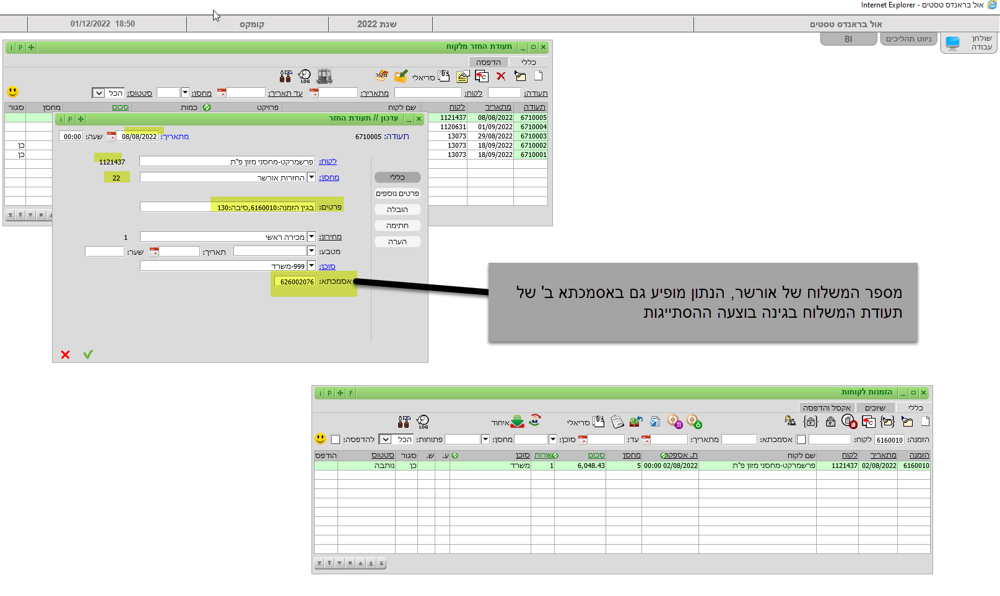 אול בראנדס טסטים - Internet Explorer
אול בראנדס טסטים
שנת 2022
קומקס
01/12/2022 18:50
שולחן עבודה
ניווט תהליכים
BI
תעודת החזר מלקוח
i P
כללי
הדפסה
סריאלי
מקור
LOG
תעודה:
לקוח:
מתאריך:
עד תאריך:
מחסן:
סטטוס: הכל
תעודה מתאריך לקוח שם לקוח פרויקט כמות סכום מחסן סגור
6710005 08/08/2022 1121437
6710004 01/09/2022 1120631
6710003 29/08/2022 13073
6710002 18/09/2022 13073 כן
6710001 18/09/2022 13073 כן
עדכון // תעודת החזר
i P
תעודה: 6710005
מתאריך: 08/08/2022
שעה: 00:00
לקוח: פרשמרקט-מחסני מזון פ"ת 1121437
מחסן: החזרות אורשר 22
פרטים: בגין הזמנה:6160010,סיבה:130
מחירון: מכירה ראשי 1
מטבע:
תאריך:
שער:
סוכן: 999-משרד
אסמכתא: 626002076
כללי
פרטים נוספים
הובלה
חתימה
הערה
מספר המשלוח של אורשר, הנתון מופיע גם באסמכתא ב' של
תעודת המשלוח בגינה בוצעה ההסתייגות
הזמנות לקוחות
i P F
כללי
שיוכים
אקסל והדפסה
סריאלי
איחוד
LOG
הזמנה: 6160010
לקוח:
אסמכתא:
מתאריך:
עד:
סוכן:
מחסן:
פתוחות: הכל
להדפסה:
הזמנה מתאריך לקוח שם לקוח ת. אספקה מחסן סכום שורות סוכן ע. ש. סגור סטטוס הודפס
6160010 02/08/2022 1121437 פרשמרקט-מחסני מזון פ"ת 02/08/2022 00:00 5 6,048.43 1 משרד כן נותבה